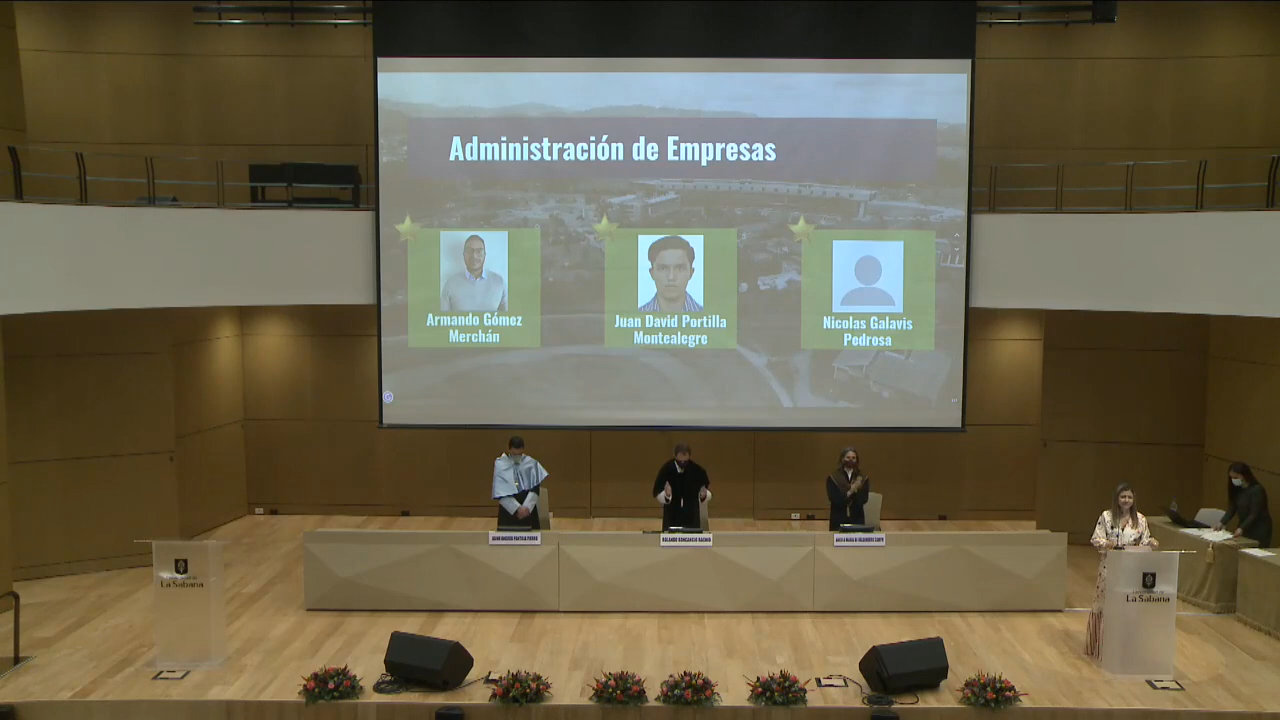 Administración de Empresas
Armando Gómez
Merchán
Juan David Portilla
Montealegre
Nicolas Galavis
Pedrosa
La Sabana
La Sabana